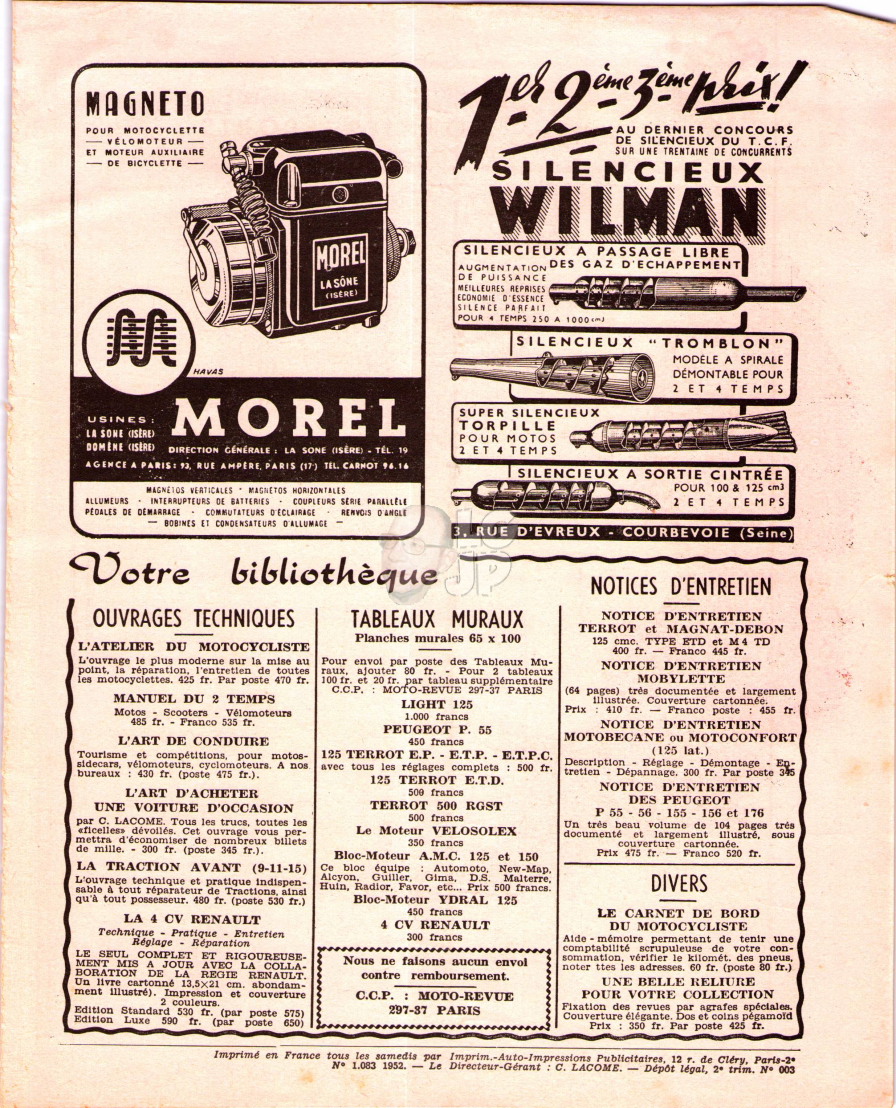 MAGNETO
POUR MOTOCYCLETTE
— VÉLOMOTEUR —
ET MOTEUR AUXILIAIRE
— DE BICYCLETTE —
MOREL
LA SÔNE
(ISÈRE)
HAVAS
USINES :
LA SONE (ISÈRE)
DOMÈNE (ISÈRE)
MOREL
DIRECTION GÉNÉRALE : LA SONE (ISÈRE) - TÉL. 19
AGENCE A PARIS : 93, RUE AMPÈRE, PARIS (17ᵉ) TÉL. CARNOT 96.16
MAGNÉTOS VERTICALES - MAGNÉTOS HORIZONTALES
ALLUMEURS - INTERRUPTEURS DE BATTERIES - COUPLEURS SÉRIE PARALLÈLE
PÉDALES DE DÉMARRAGE - COMMUTATEURS D'ÉCLAIRAGE - RENVOIS D'ANGLE
— BOBINES ET CONDENSATEURS D'ALLUMAGE —
1er 2ème 3ème prix!
AU DERNIER CONCOURS
DE SILENCIEUX DU T.C.F.
SUR UNE TRENTAINE DE CONCURRENTS
SILENCIEUX
WILMAN
SILENCIEUX A PASSAGE LIBRE
DES GAZ D'ECHAPPEMENT
AUGMENTATION
DE PUISSANCE
MEILLEURES REPRISES
ECONOMIE D'ESSENCE
SILENCE PARFAIT
POUR 4 TEMPS 250 A 1000 cm3
SILENCIEUX "TROMBLON"
MODÈLE A SPIRALE
DÉMONTABLE POUR
2 ET 4 TEMPS
SUPER SILENCIEUX
TORPILLE
POUR MOTOS
2 ET 4 TEMPS
SILENCIEUX A SORTIE CINTRÉE
POUR 100 & 125 cm3
2 ET 4 TEMPS
3, RUE D'EVREUX - COURBEVOIE (Seine)
Votre bibliothèque
OUVRAGES TECHNIQUES
L'ATELIER DU MOTOCYCLISTE
L'ouvrage le plus moderne sur la mise au
point, la réparation, l'entretien de toutes
les motocyclettes. 425 fr. Par poste 470 fr.
MANUEL DU 2 TEMPS
Motos - Scooters - Vélomoteurs
485 fr. - Franco 535 fr.
L'ART DE CONDUIRE
Tourisme et compétitions, pour motos-
sidecars, vélomoteurs, cyclomoteurs. A nos
bureaux : 430 fr. (poste 475 fr.).
L'ART D'ACHETER
UNE VOITURE D'OCCASION
par C. LACOME. Tous les trucs, toutes les
«ficelles» dévoilés. Cet ouvrage vous per-
mettra d'économiser de nombreux billets
de mille. - 300 fr. (poste 345 fr.).
LA TRACTION AVANT (9-11-15)
L'ouvrage technique et pratique indispen-
sable à tout réparateur de Tractions, ainsi
qu'à tout possesseur. 480 fr. (poste 530 fr.)
LA 4 CV RENAULT
Technique - Pratique - Entretien
Réglage - Réparation
LE SEUL COMPLET ET RIGOUREUSE-
MENT MIS A JOUR AVEC LA COLLA-
BORATION DE LA REGIE RENAULT.
Un livre cartonné 13,5×21 cm. abondam-
ment illustré). Impression et couverture
2 couleurs.
Edition Standard 530 fr. (par poste 575)
Edition Luxe 590 fr. (par poste 650)
TABLEAUX MURAUX
Planches murales 65 x 100
Pour envoi par poste des Tableaux Mu-
raux, ajouter 80 fr. - Pour 2 tableaux
100 fr. et 20 fr. par tableau supplémentaire
C.C.P. : MOTO-REVUE 297-37 PARIS
LIGHT 125
1.000 francs
PEUGEOT P. 55
450 francs
125 TERROT E.P. - E.T.P. - E.T.P.C.
avec tous les réglages complets : 500 fr.
125 TERROT E.T.D.
500 francs
TERROT 500 RGST
500 francs
Le Moteur VELOSOLEX
350 francs
Bloc-Moteur A.M.C. 125 et 150
Ce bloc équipe : Automoto, New-Map,
Alcyon, Guiller, Gima, D.S. Malterre,
Huin, Radior, Favor, etc... Prix 500 francs.
Bloc-Moteur YDRAL 125
450 francs
4 CV RENAULT
300 francs
Nous ne faisons aucun envoi
contre remboursement.
C.C.P. : MOTO-REVUE
297-37 PARIS
NOTICES D'ENTRETIEN
NOTICE D'ENTRETIEN
TERROT et MAGNAT-DEBON
125 cmc. TYPE ETD et M 4 TD
400 fr. — Franco 445 fr.
NOTICE D'ENTRETIEN
MOBYLETTE
(64 pages) très documentée et largement
illustrée. Couverture cartonnée.
Prix : 410 fr. — Franco poste : 455 fr.
NOTICE D'ENTRETIEN
MOTOBECANE ou MOTOCONFORT
(125 lat.)
Description - Réglage - Démontage - En-
tretien - Dépannage. 300 fr. Par poste 345
NOTICE D'ENTRETIEN
DES PEUGEOT
P 55 - 56 - 155 - 156 et 176
Un très beau volume de 104 pages très
documenté et largement illustré, sous
couverture cartonnée.
Prix 475 fr. — Franco 520 fr.
DIVERS
LE CARNET DE BORD
DU MOTOCYCLISTE
Aide-mémoire permettant de tenir une
comptabilité scrupuleuse de votre con-
sommation, vérifier le kilomét. des pneus,
noter ttes les adresses. 60 fr. (poste 80 fr.)
UNE BELLE RELIURE
POUR VOTRE COLLECTION
Fixation des revues par agrafes spéciales.
Couverture élégante. Dos et coins pégamoïd
Prix : 350 fr. Par poste 425 fr.
Imprimé en France tous les samedis par Imprim.-Auto-Impressions Publicitaires, 12 r. de Cléry, Paris-2ᵉ
N° 1.083 1952. — Le Directeur-Gérant : C. LACOME. — Dépôt légal, 2ᵉ trim. N° 003